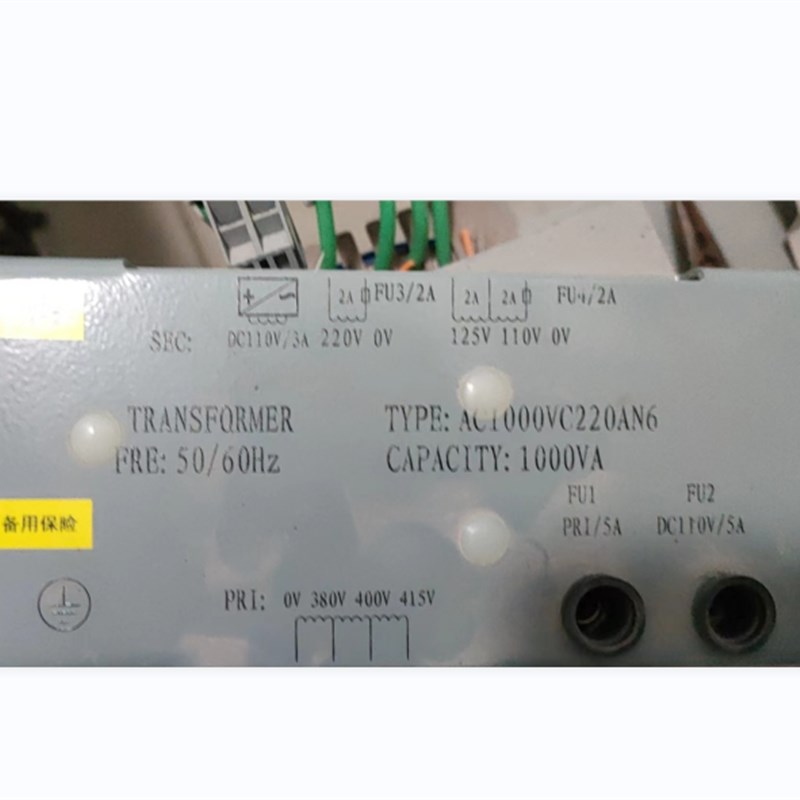 2A FU3/2A 2A 2A FU4/2A
SEC: DC110V/3A 220V 0V 125V 110V 0V
TRANSFORMER TYPE: AC1000VC220AN6
FRE: 50/60Hz CAPACITY: 1000VA
FU1 FU2
备用保险 PRI/5A DC110V/5A
PRI: 0V 380V 400V 415V